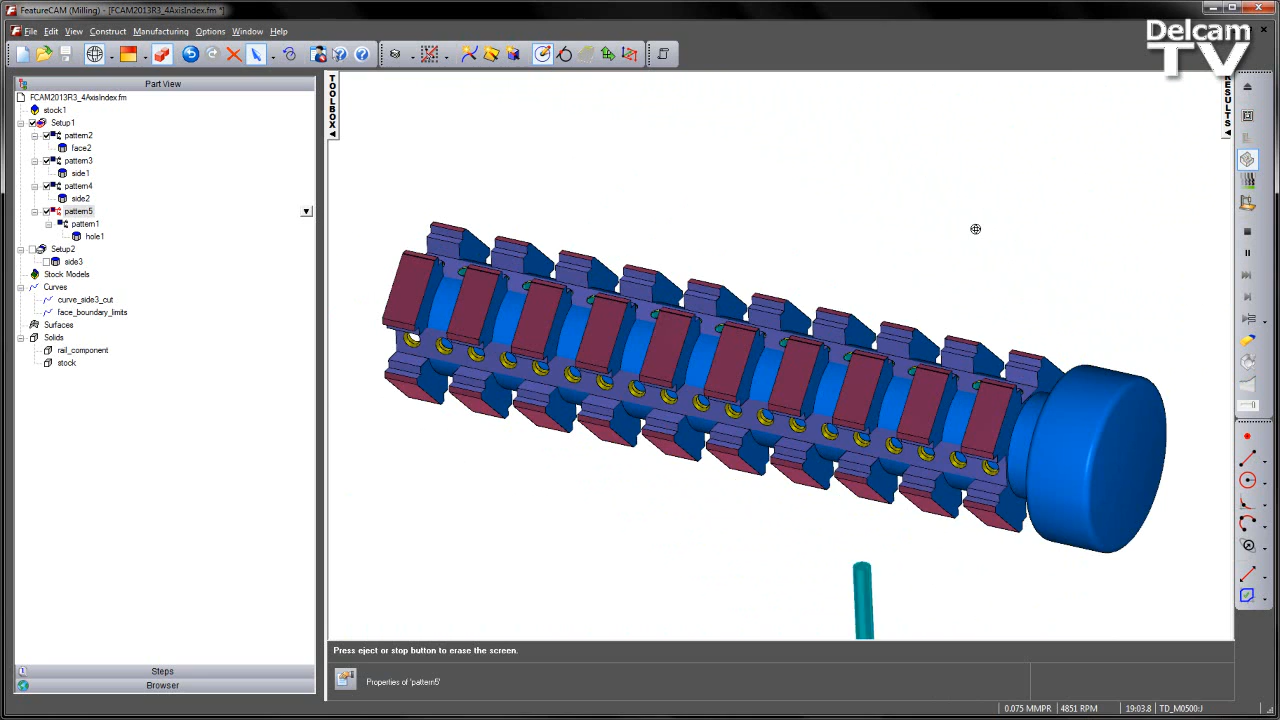 FeatureCAM (Milling) - [FCAM2013R3_4AxisIndex.fm *]
File Edit View Construct Manufacturing Options Window Help
Delcam
TV
Part View
FCAM2013R3_4AxisIndex.fm
stock1
Setup1
pattern2
face2
pattern3
side1
pattern4
side2
pattern5
pattern1
hole1
Setup2
side3
Stock Models
Curves
curve_side3_cut
face_boundary_limits
Surfaces
Solids
rail_component
stock
TOOLBOX
RESULTS
Press eject or stop button to erase the screen.
Steps
Properties of 'pattern5'
Browser
0.075 MMPR 4851 RPM 19:03.8 TD_M0500:J